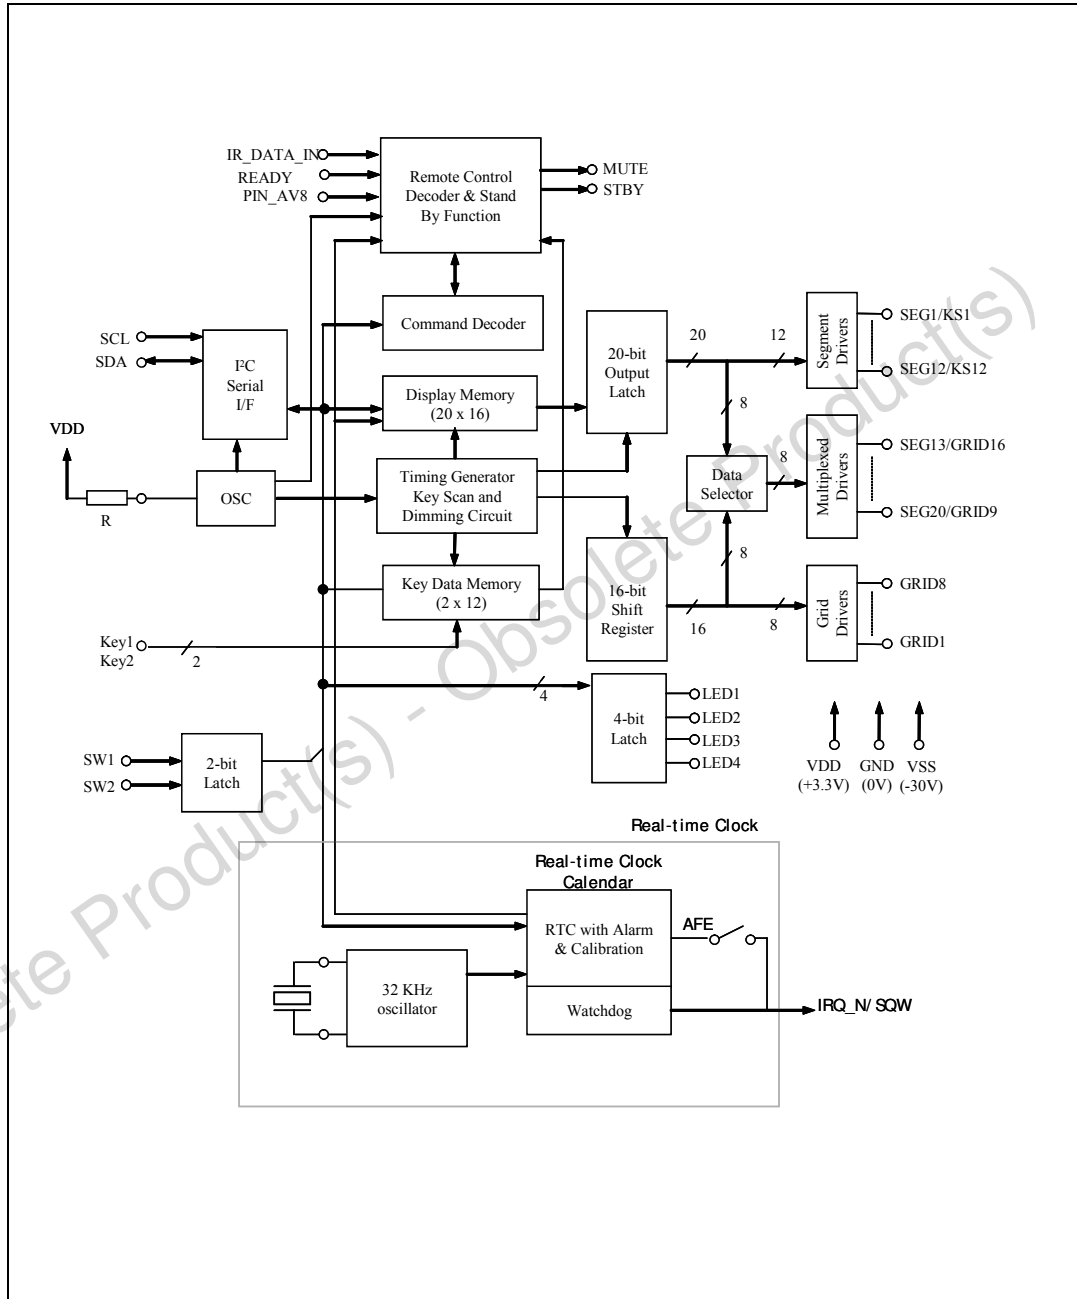 IR_DATA_IN
READY
PIN_AV8
Remote Control
Decoder & Stand
By Function
MUTE
STBY
Command Decoder
SCL
SDA
I²C
Serial
I/F
Display Memory
(20 x 16)
20-bit
Output
Latch
20
12
8
Segment
Drivers
SEG1/KS1
SEG12/KS12
VDD
R
OSC
Timing Generator
Key Scan and
Dimming Circuit
Data
Selector
8
8
Multiplexed
Drivers
SEG13/GRID16
SEG20/GRID9
Key Data Memory
(2 x 12)
16-bit
Shift
Register
16
8
Grid
Drivers
GRID8
GRID1
Key1
Key2
2
4
4-bit
Latch
LED1
LED2
LED3
LED4
VDD
(+3.3V)
GND
(0V)
VSS
(-30V)
SW1
SW2
2-bit
Latch
Real-time Clock
Real-time Clock
Calendar
RTC with Alarm
& Calibration
AFE
32 KHz
oscillator
Watchdog
IRQ_N/SQW
ete Product(s) - Obsolete Product(s)